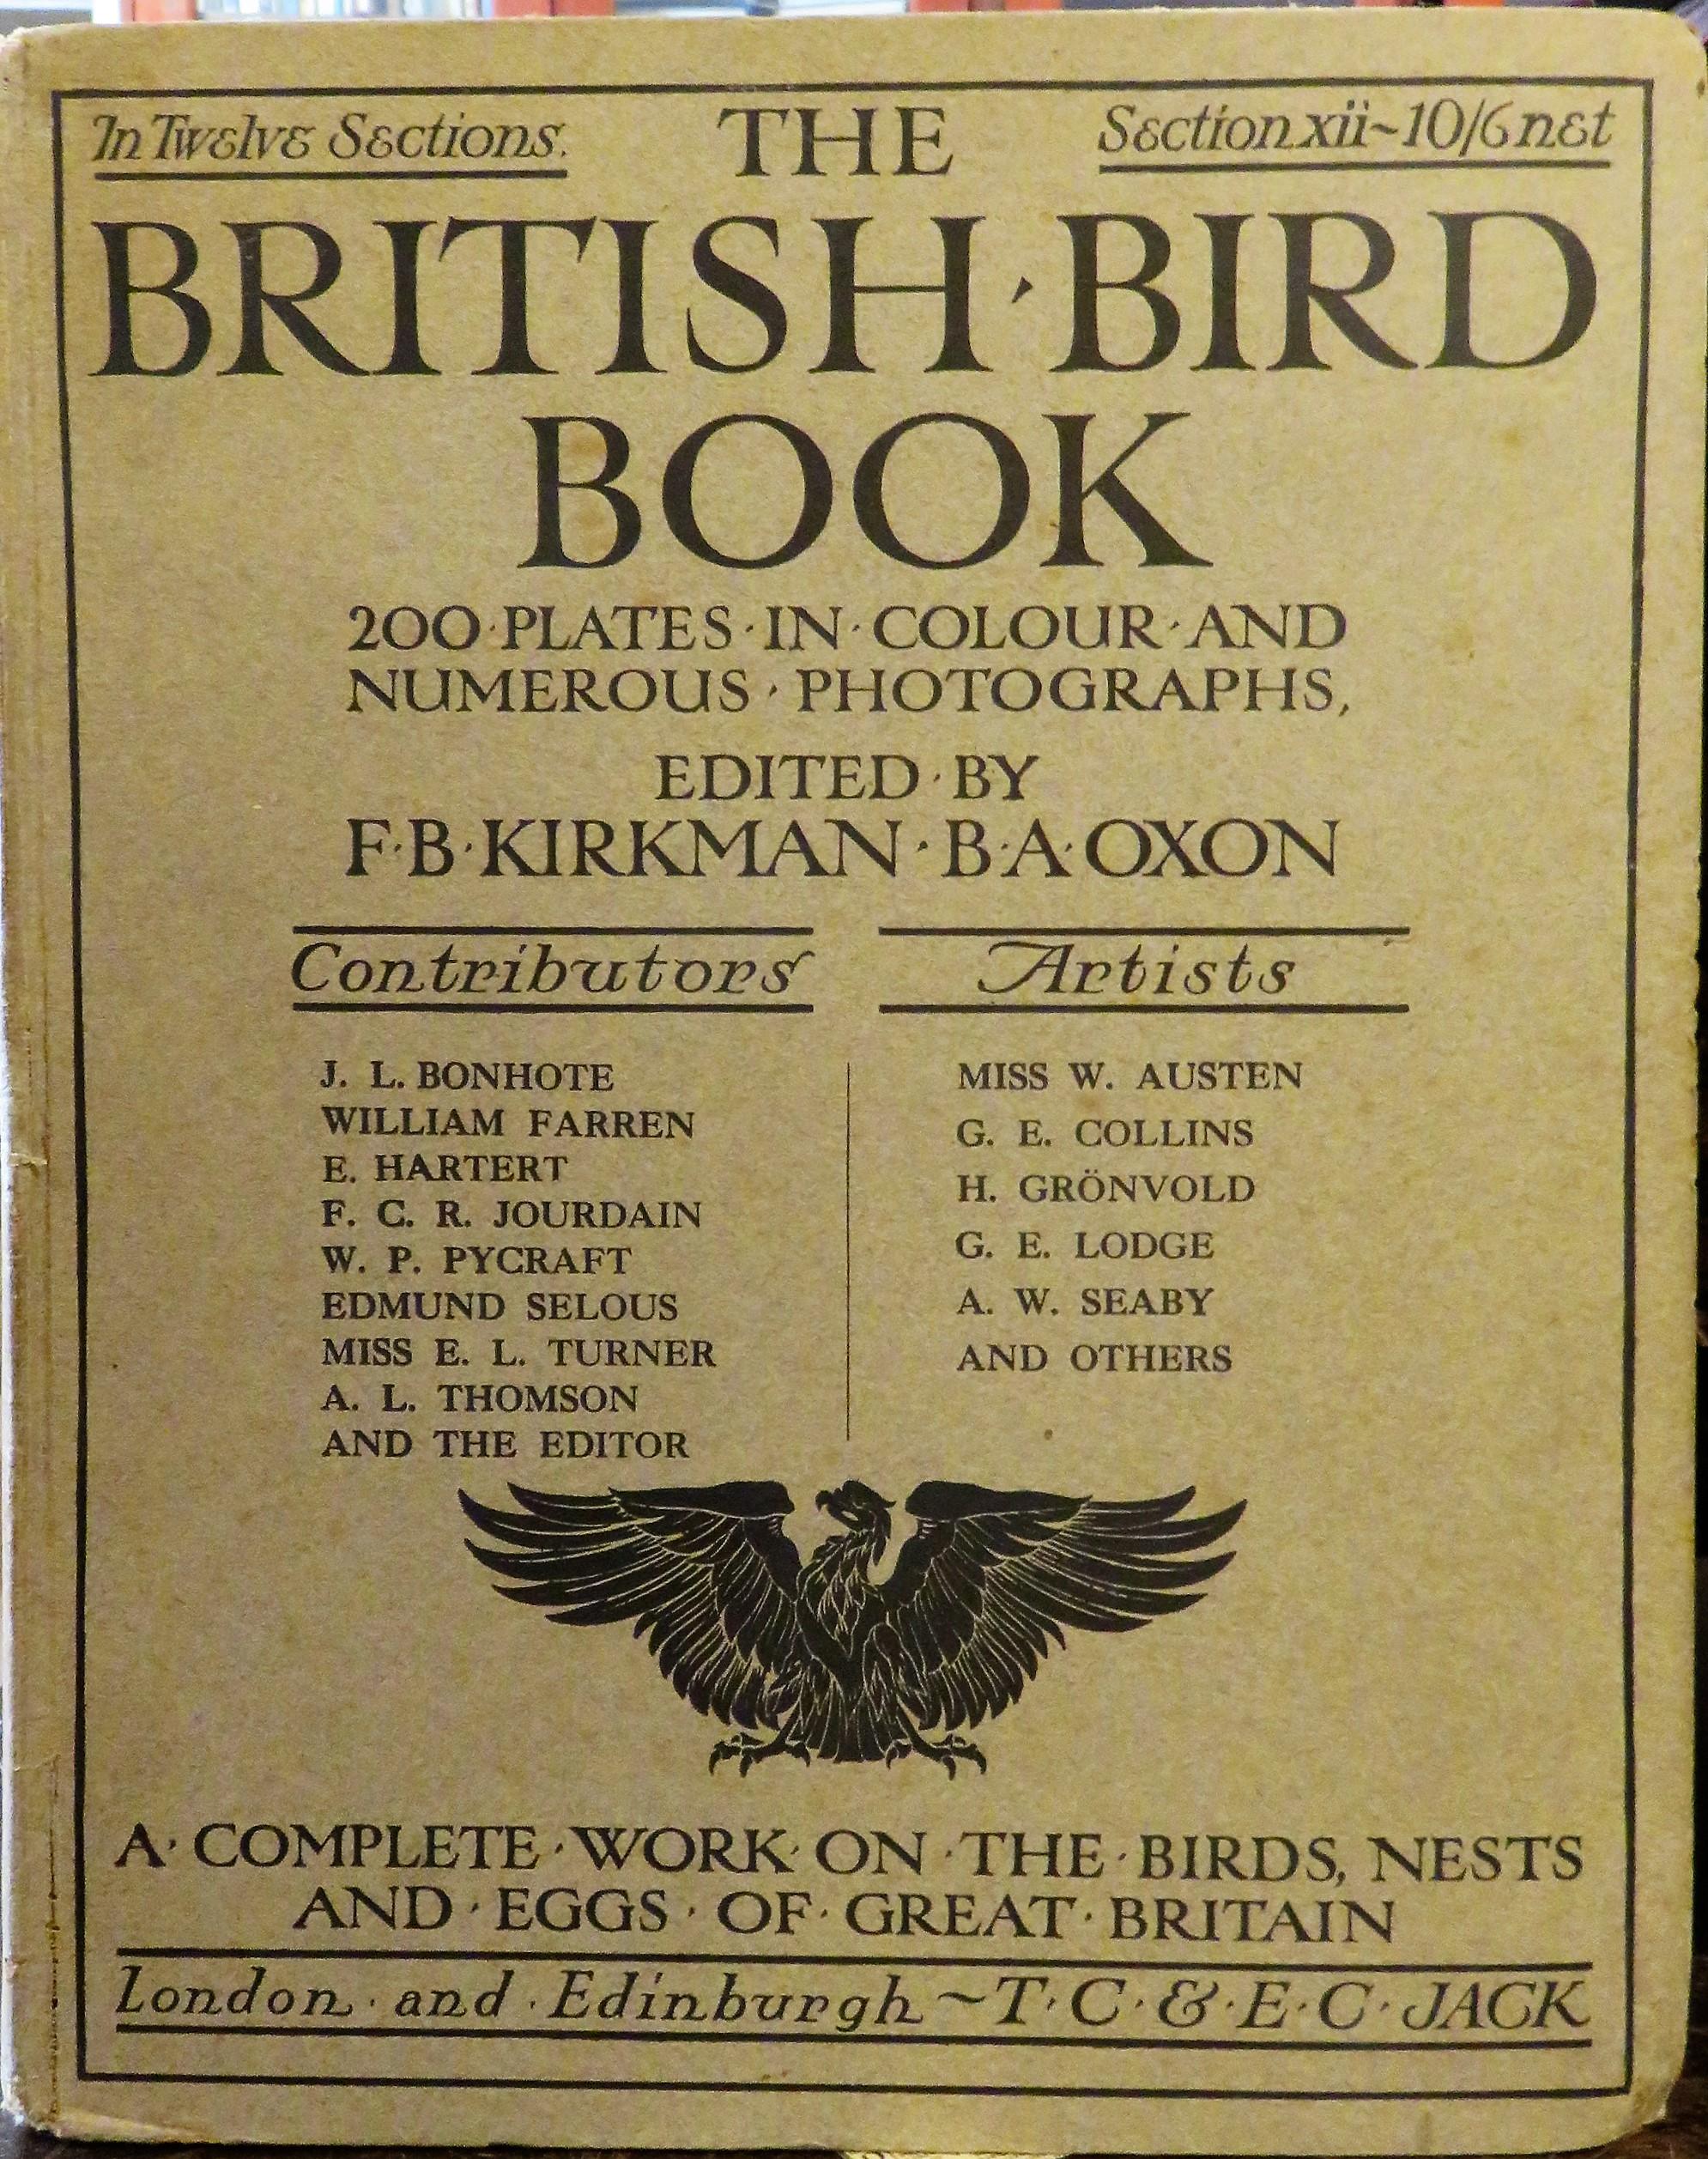 In Twelve Sections.
THE
Section xii~10/6 net
BRITISH·BIRD
BOOK
200·PLATES·IN·COLOUR·AND
NUMEROUS·PHOTOGRAPHS,
EDITED·BY
F·B·KIRKMAN·B·A·OXON
Contributors
J. L. BONHOTE
WILLIAM FARREN
E. HARTERT
F. C. R. JOURDAIN
W. P. PYCRAFT
EDMUND SELOUS
MISS E. L. TURNER
A. L. THOMSON
AND THE EDITOR
Artists
MISS W. AUSTEN
G. E. COLLINS
H. GRÖNVOLD
G. E. LODGE
A. W. SEABY
AND OTHERS
A·COMPLETE·WORK·ON·THE·BIRDS, NESTS
AND·EGGS·OF·GREAT·BRITAIN
London·and·Edinburgh~T·C·&·E·C·JACK